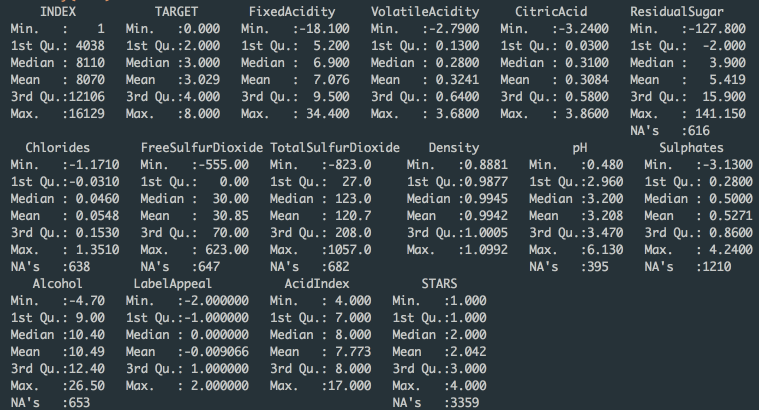 INDEX TARGET FixedAcidity VolatileAcidity CitricAcid ResidualSugar
Min. : 1 Min. :0.000 Min. :-18.100 Min. :-2.7900 Min. :-3.2400 Min. :-127.800
1st Qu.: 4038 1st Qu.:2.000 1st Qu.: 5.200 1st Qu.: 0.1300 1st Qu.: 0.0300 1st Qu.: -2.000
Median : 8110 Median :3.000 Median : 6.900 Median : 0.2800 Median : 0.3100 Median : 3.900
Mean : 8070 Mean :3.029 Mean : 7.076 Mean : 0.3241 Mean : 0.3084 Mean : 5.419
3rd Qu.:12106 3rd Qu.:4.000 3rd Qu.: 9.500 3rd Qu.: 0.6400 3rd Qu.: 0.5800 3rd Qu.: 15.900
Max. :16129 Max. :8.000 Max. : 34.400 Max. : 3.6800 Max. : 3.8600 Max. : 141.150
NA's :616
Chlorides FreeSulfurDioxide TotalSulfurDioxide Density pH Sulphates
Min. :-1.1710 Min. :-555.00 Min. :-823.0 Min. :0.8881 Min. :0.480 Min. :-3.1300
1st Qu.:-0.0310 1st Qu.: 0.00 1st Qu.: 27.0 1st Qu.:0.9877 1st Qu.:2.960 1st Qu.: 0.2800
Median : 0.0460 Median : 30.00 Median : 123.0 Median :0.9945 Median :3.200 Median : 0.5000
Mean : 0.0548 Mean : 30.85 Mean : 120.7 Mean :0.9942 Mean :3.208 Mean : 0.5271
3rd Qu.: 0.1530 3rd Qu.: 70.00 3rd Qu.: 208.0 3rd Qu.:1.0005 3rd Qu.:3.470 3rd Qu.: 0.8600
Max. : 1.3510 Max. : 623.00 Max. :1057.0 Max. :1.0992 Max. :6.130 Max. : 4.2400
NA's :638 NA's :647 NA's :682 NA's :395 NA's :1210
Alcohol LabelAppeal AcidIndex STARS
Min. :-4.70 Min. :-2.000000 Min. : 4.000 Min. :1.000
1st Qu.: 9.00 1st Qu.:-1.000000 1st Qu.: 7.000 1st Qu.:1.000
Median :10.40 Median : 0.000000 Median : 8.000 Median :2.000
Mean :10.49 Mean :-0.009066 Mean : 7.773 Mean :2.042
3rd Qu.:12.40 3rd Qu.: 1.000000 3rd Qu.: 8.000 3rd Qu.:3.000
Max. :26.50 Max. : 2.000000 Max. :17.000 Max. :4.000
NA's :653 NA's :3359